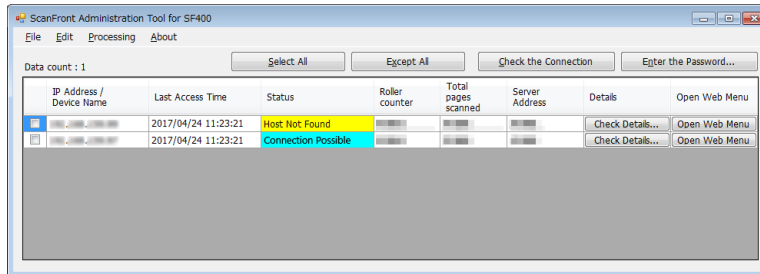 ScanFront Administration Tool for SF400
File Edit Processing About
Data count : 1 Select All Except All Check the Connection Enter the Password...
IP Address / Device Name Last Access Time Status Roller counter Total pages scanned Server Address Details Open Web Menu
2017/04/24 11:23:21 Host Not Found Check Details... Open Web Menu
2017/04/24 11:23:21 Connection Possible Check Details... Open Web Menu